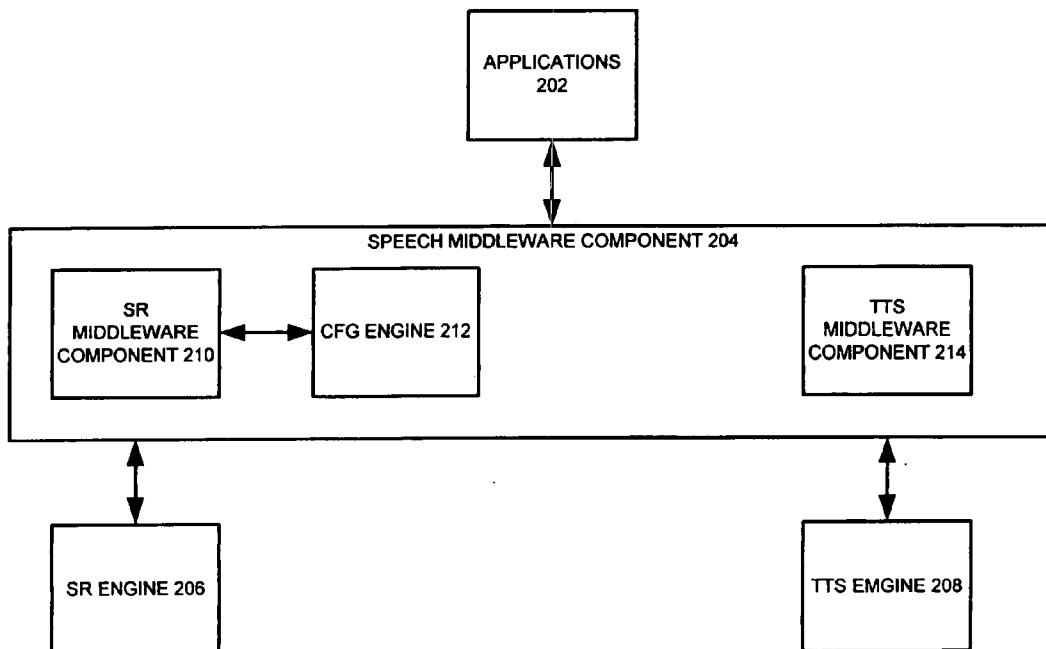 APPLICATIONS
202
SPEECH MIDDLEWARE COMPONENT 204
SR
MIDDLEWARE
COMPONENT 210
CFG ENGINE 212
TTS
MIDDLEWARE
COMPONENT 214
SR ENGINE 206
TTS EMGINE 208